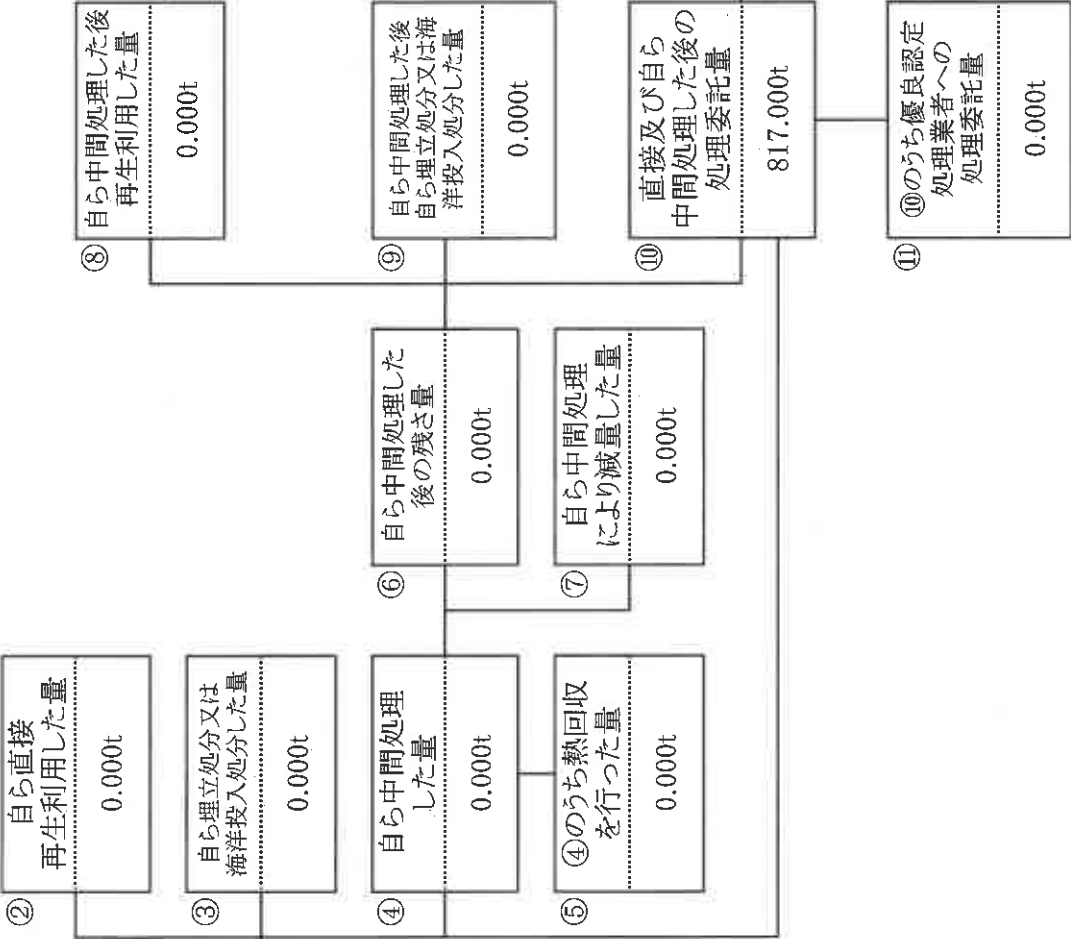 ②
自ら直接
再生利用した量
0.000t
③
自ら埋立処分又は
海洋投入処分した量
0.000t
④
自ら中間処理
した量
0.000t
⑤
④のうち熱回収
を行った量
0.000t
⑥
自ら中間処理した
後の残さ量
0.000t
⑦
自ら中間処理
により減量した量
0.000t
⑧
自ら中間処理した後
再生利用した量
0.000t
⑨
自ら中間処理した後
自ら埋立処分又は海
洋投入処分した量
0.000t
⑩
直接及び自ら
中間処理した後の
処理委託量
817.000t
⑪
⑩のうち優良認定
処理業者への
処理委託量
0.000t